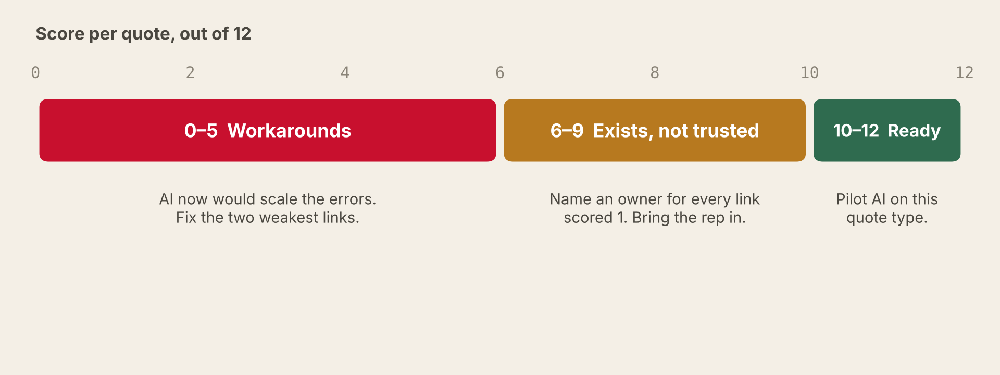 Score per quote, out of 12
0 2 4 6 8 10 12
0–5 Workarounds
6–9 Exists, not trusted
10–12 Ready
AI now would scale the errors.
Fix the two weakest links.
Name an owner for every link
scored 1. Bring the rep in.
Pilot AI on this
quote type.